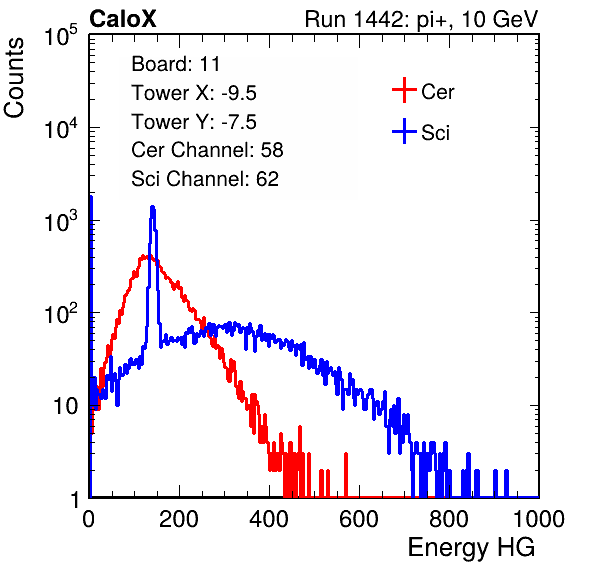 CaloX Run 1442: pi+, 10 GeV
Counts
Board: 11
Tower X: -9.5
Tower Y: -7.5
Cer Channel: 58
Sci Channel: 62
Cer
Sci
10^5
10^4
10^3
10^2
10
1
0 200 400 600 800 1000
Energy HG